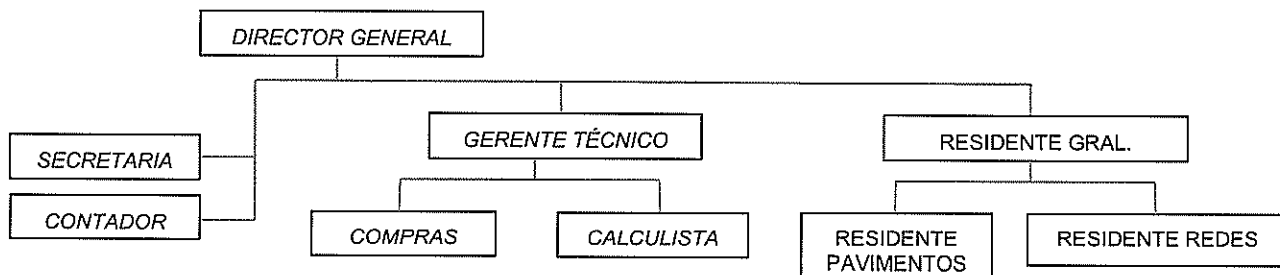 DIRECTOR GENERAL
GERENTE TÉCNICO
RESIDENTE GRAL.
SECRETARIA
CONTADOR
COMPRAS
CALCULISTA
RESIDENTE
PAVIMENTOS
RESIDENTE REDES